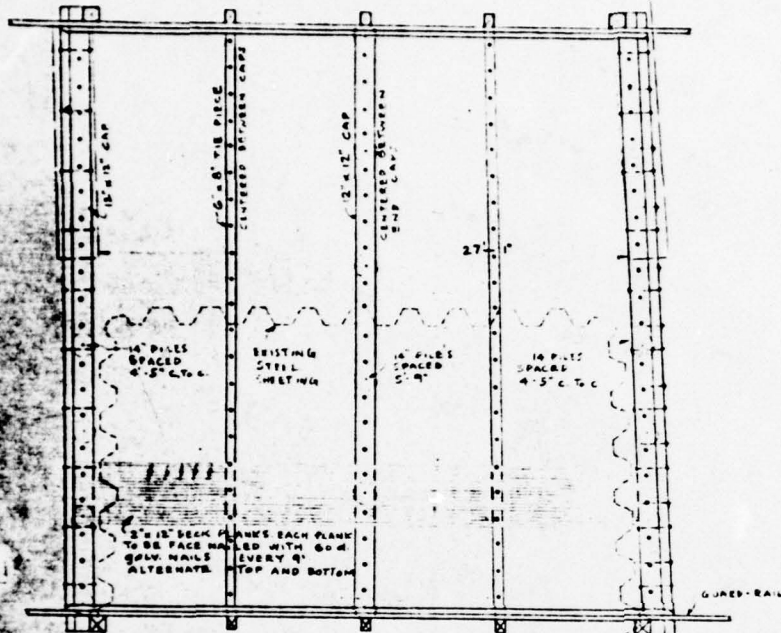 12" x 12" CAP
6" x 8" TIE PIECE
CENTERED BETWEEN CAPS
12" x 12" CAP
CENTERED BETWEEN
END CAPS
27' 1"
14" PILES
SPACED
4'-5" C. To C.
EXISTING
STEEL
SHEETING
14" PILES
SPACED
5'-9"
14 PILES
SPACED
4-5" C. To C
2" x 12" DECK PLANKS EACH PLANK
TO BE FACE NAILED WITH 60 d.
galv. NAILS EVERY 9"
ALTERNATE TOP AND BOTTOM
GUARD-RAIL